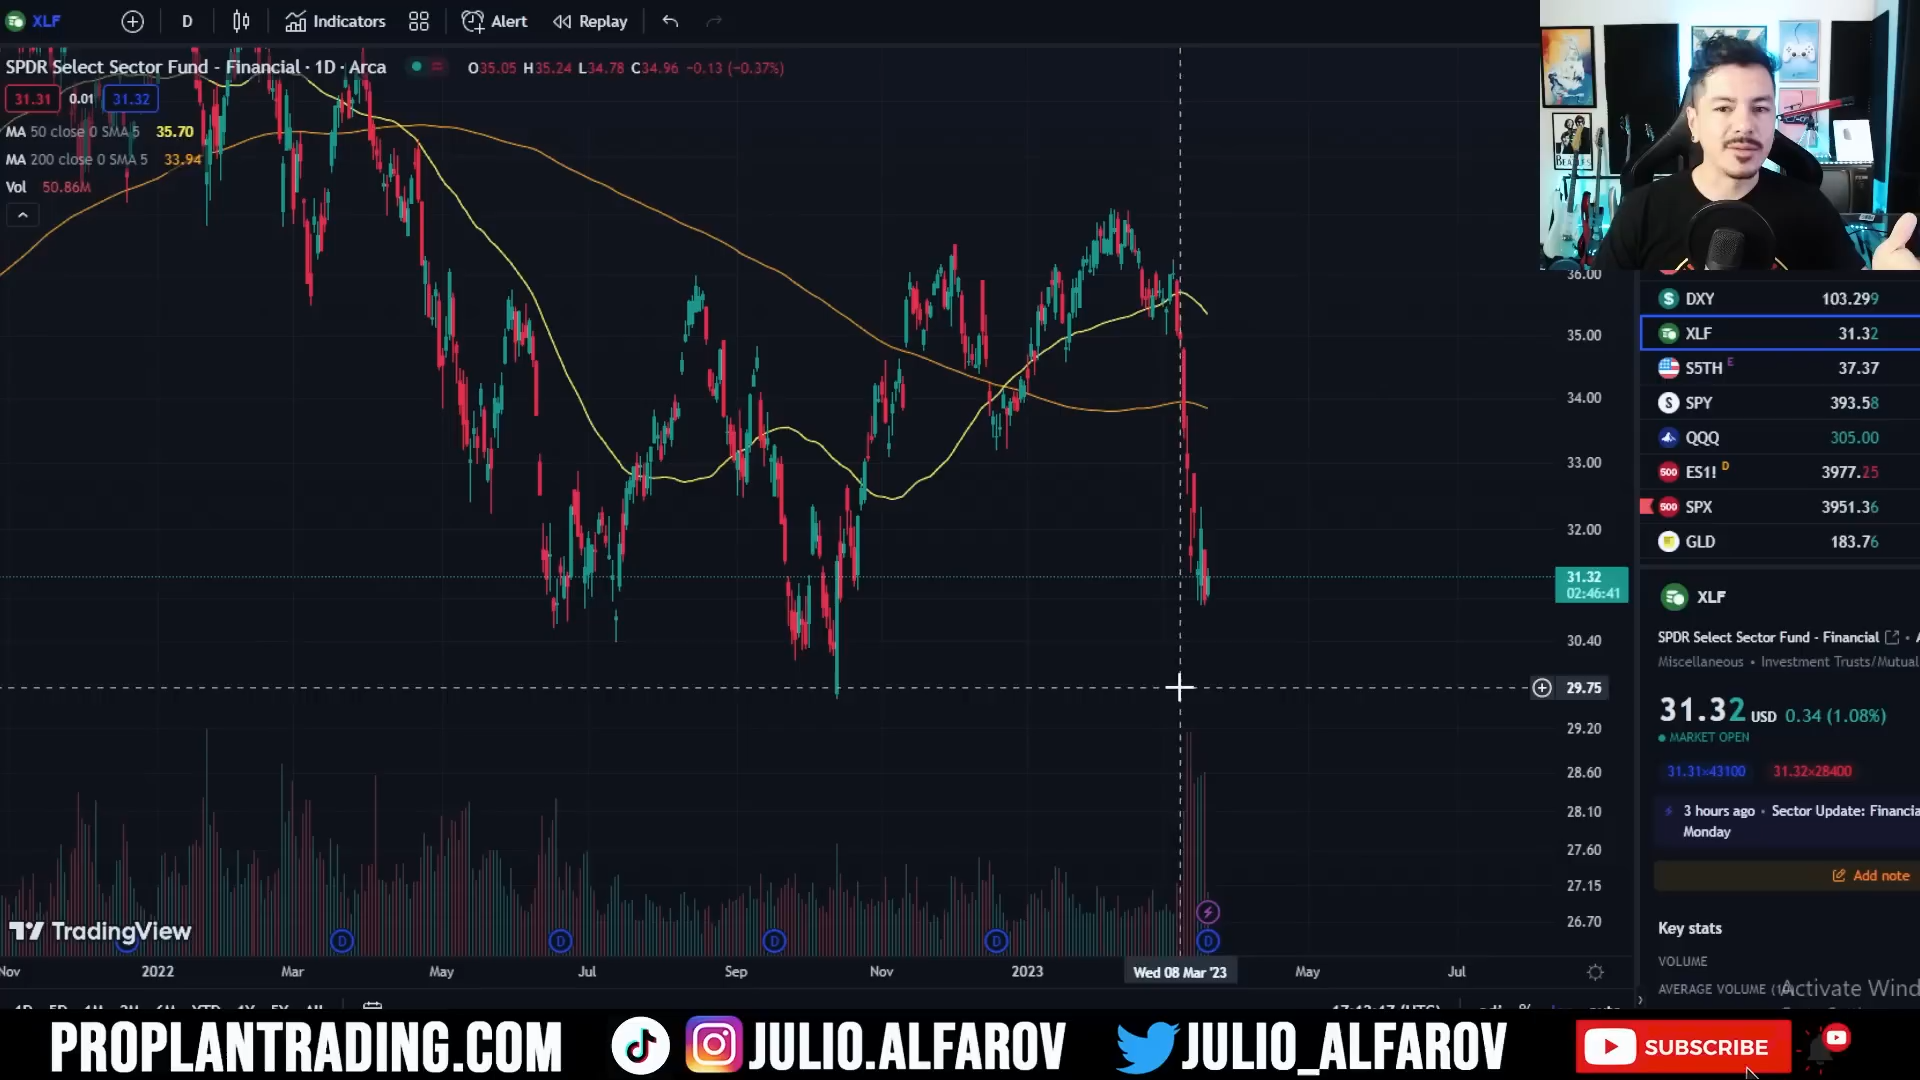 XLF
D
Indicators
Alert
Replay
SPDR Select Sector Fund - Financial · 1D · Arca
O35.05 H35.24 L34.78 C34.96 −0.13 (−0.37%)
31.31 0.01 31.32
MA 50 close 0 SMA 5 35.70
MA 200 close 0 SMA 5 33.94
Vol 50.86M
BEATLES
36.00
35.00
34.00
33.00
32.00
31.32
02:46:41
30.40
29.75
29.20
28.60
28.10
27.60
27.15
26.70
DXY 103.299
XLF 31.32
S5TH E 37.37
SPY 393.58
QQQ 305.00
500 ES1! D 3977.25
500 SPX 3951.36
GLD 183.76
XLF
SPDR Select Sector Fund - Financial
Miscellaneous • Investment Trusts/Mutual
31.32 USD 0.34 (1.08%)
MARKET OPEN
31.31×43100 31.32×28400
3 hours ago • Sector Update: Financia
Monday
Add note
Key stats
VOLUME
AVERAGE VOLUME (10
Activate Wind
TradingView
D D D D D
Nov 2022 Mar May Jul Sep Nov 2023 Wed 08 Mar '23 May Jul
PROPLANTRADING.COM
JULIO.ALFAROV
JULIO_ALFAROV
SUBSCRIBE